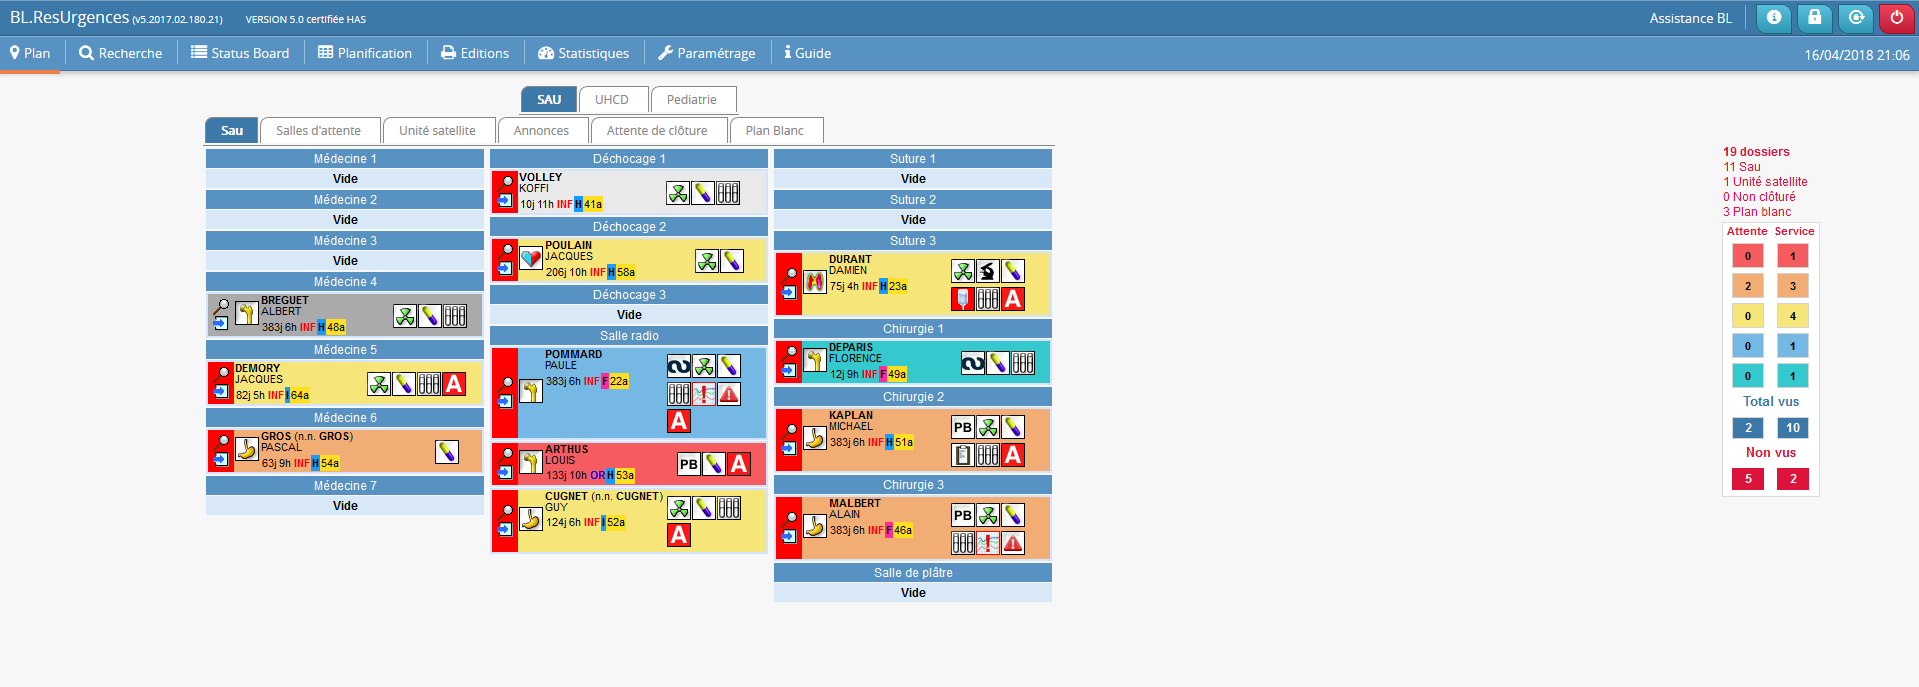 BL.ResUrgences (v5.2017.02.180.21) VERSION 5.0 certifiée HAS Assistance BL
Plan Recherche Status Board Planification Editions Statistiques Paramétrage Guide 16/04/2018 21:06
SAU UHCD Pediatrie
Sau Salles d'attente Unité satellite Annonces Attente de clôture Plan Blanc
Médecine 1
Vide
Médecine 2
Vide
Médecine 3
Vide
Médecine 4
BREGUET
ALBERT
383j 6h INF H 48a
Médecine 5
DEMORY
JACQUES
82j 5h INF I 64a
A
Médecine 6
GROS (n.n. GROS)
PASCAL
63j 9h INF H 54a
Médecine 7
Vide
Déchocage 1
VOLLEY
KOFFI
10j 11h INF H 41a
Déchocage 2
POULAIN
JACQUES
206j 10h INF H 58a
Déchocage 3
Vide
Salle radio
POMMARD
PAULE
383j 6h INF F 22a
A
ARTHUS
LOUIS
133j 10h OR H 53a
PB A
CUGNET (n.n. CUGNET)
GUY
124j 6h INF I 52a
A
Suture 1
Vide
Suture 2
Vide
Suture 3
DURANT
DAMIEN
75j 4h INF H 23a
A
Chirurgie 1
DEPARIS
FLORENCE
12j 9h INF F 49a
Chirurgie 2
KAPLAN
MICHAEL
383j 6h INF H 51a
PB
A
Chirurgie 3
MALBERT
ALAIN
383j 6h INF F 46a
PB
Salle de plâtre
Vide
19 dossiers
11 Sau
1 Unité satellite
0 Non clôturé
3 Plan blanc
Attente Service
0 1
2 3
0 4
0 1
0 1
Total vus
2 10
Non vus
5 2